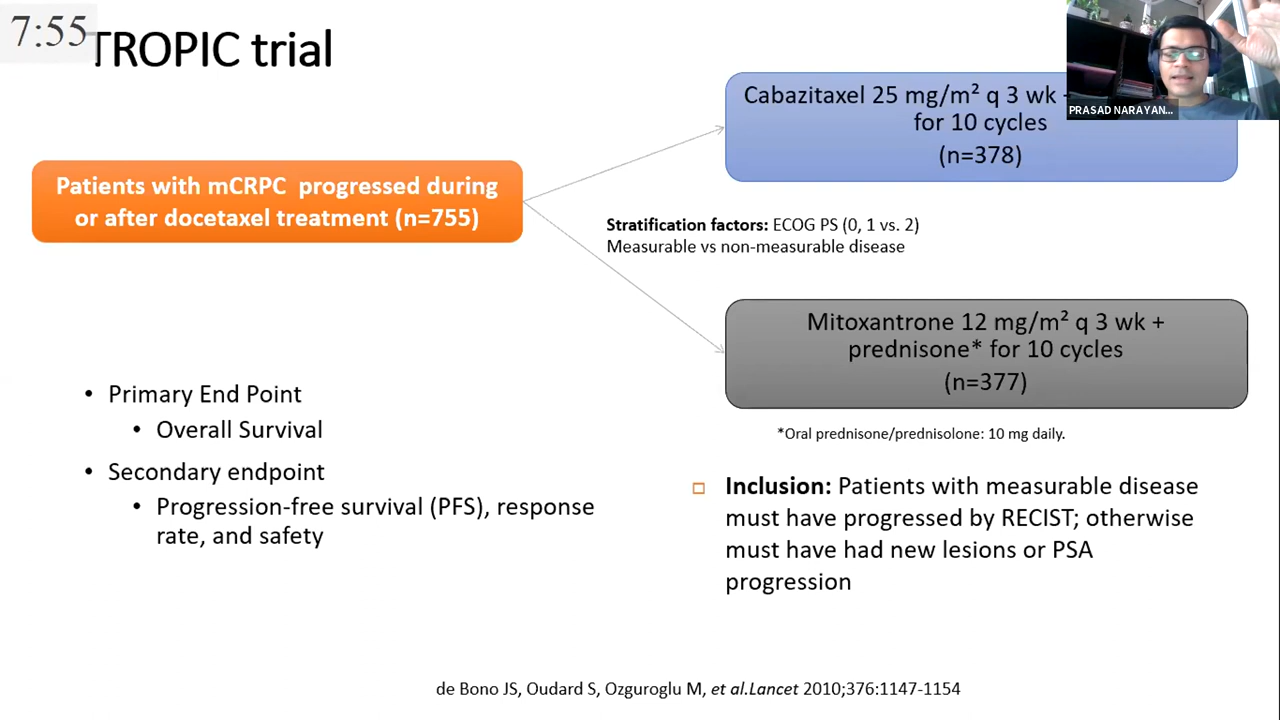 7:55
TROPIC trial
PRASAD NARAYAN...
Cabazitaxel 25 mg/m² q 3 wk +
for 10 cycles
(n=378)
Patients with mCRPC progressed during
or after docetaxel treatment (n=755)
Stratification factors: ECOG PS (0, 1 vs. 2)
Measurable vs non-measurable disease
Mitoxantrone 12 mg/m² q 3 wk +
prednisone* for 10 cycles
(n=377)
*Oral prednisone/prednisolone: 10 mg daily.
• Primary End Point
• Overall Survival
• Secondary endpoint
• Progression-free survival (PFS), response
rate, and safety
Inclusion: Patients with measurable disease
must have progressed by RECIST; otherwise
must have had new lesions or PSA
progression
de Bono JS, Oudard S, Ozguroglu M, et al.Lancet 2010;376:1147-1154